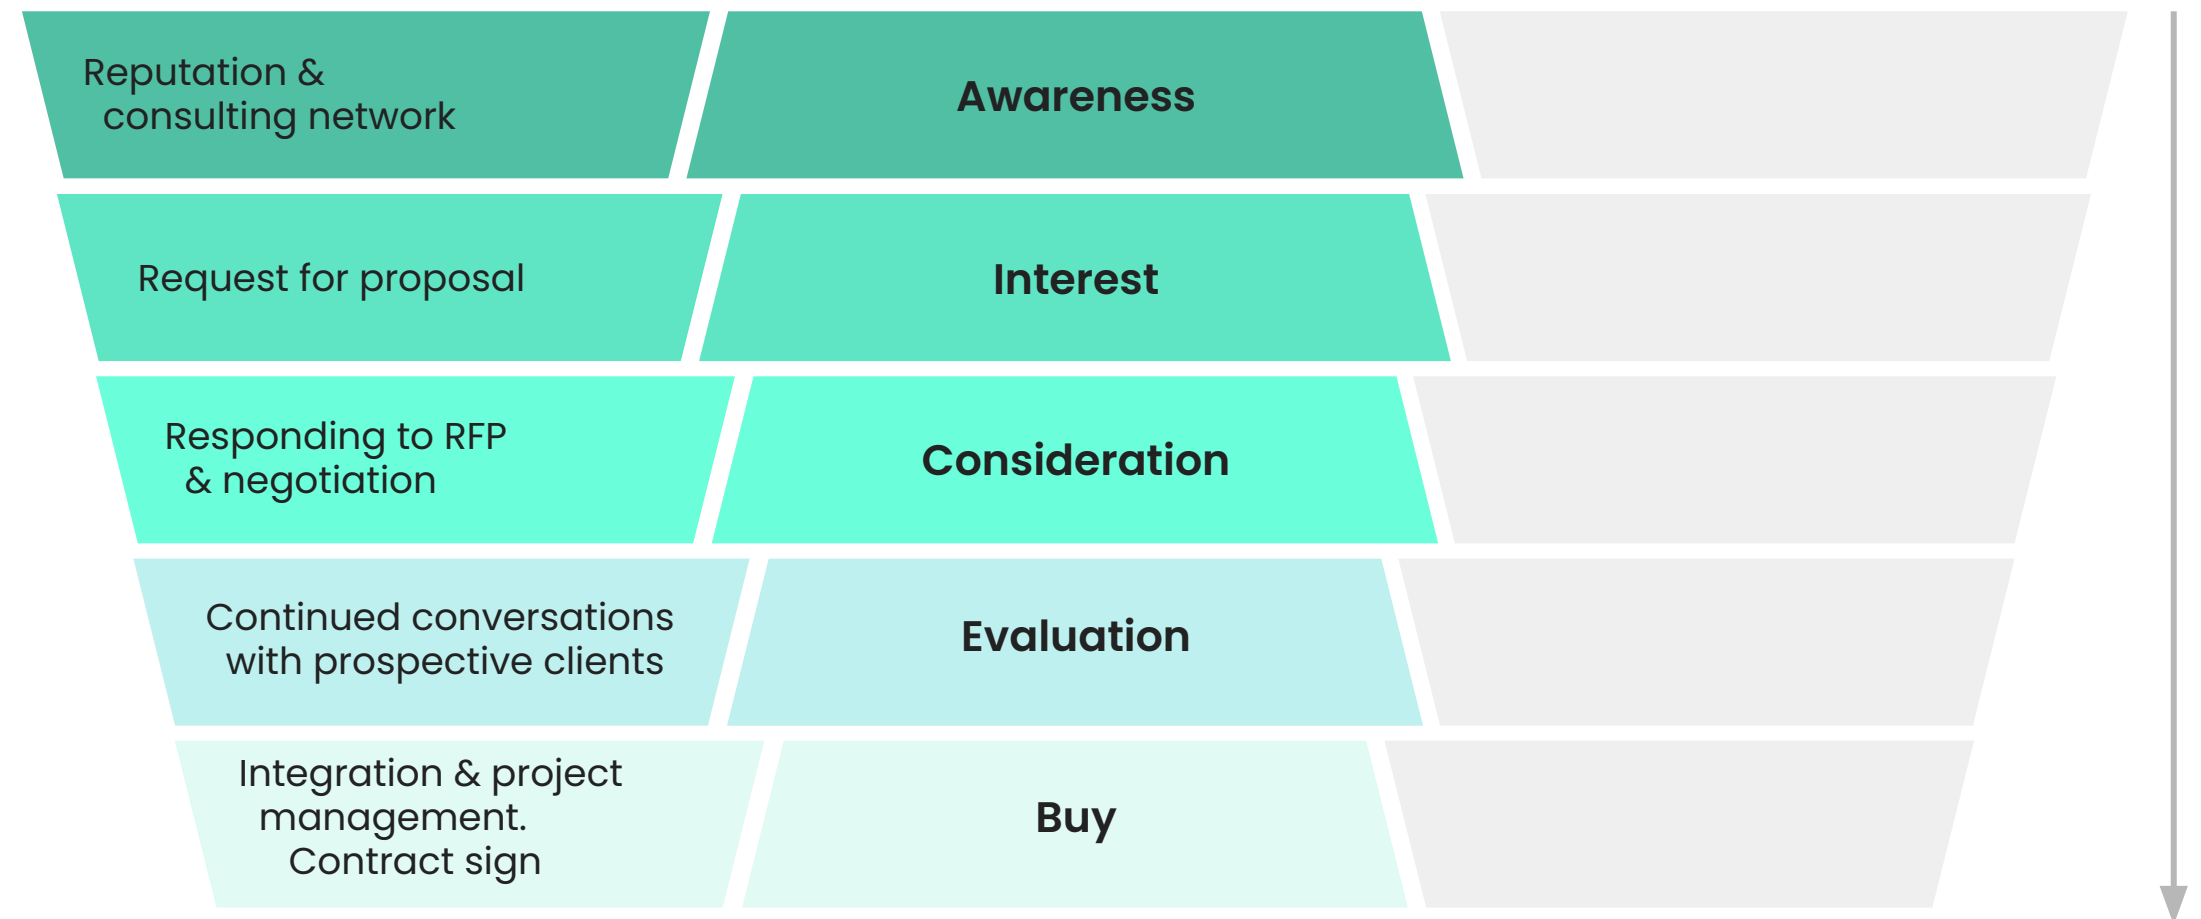 Reputation &
consulting network
Awareness
Request for proposal
Interest
Responding to RFP
& negotiation
Consideration
Continued conversations
with prospective clients
Evaluation
Integration & project
management.
Contract sign
Buy